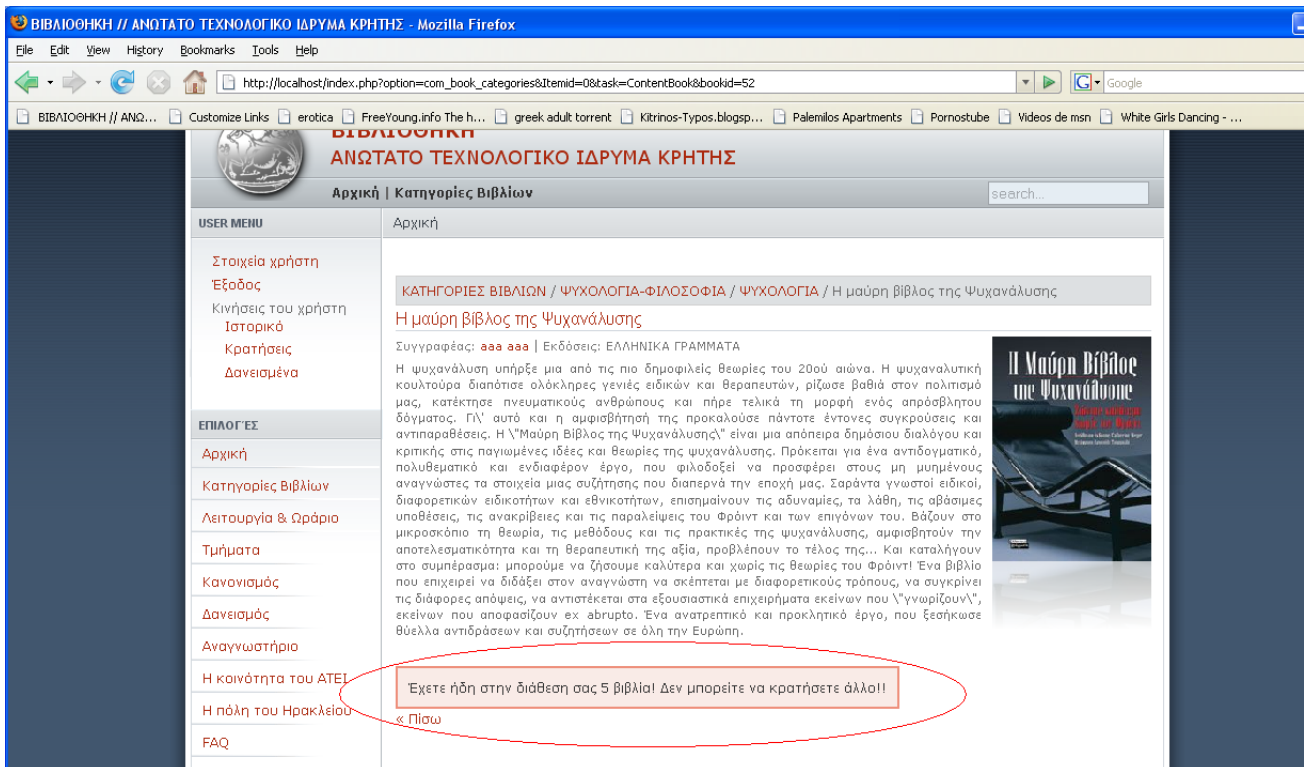 ΒΙΒΛΙΟΘΗΚΗ // ΑΝΩΤΑΤΟ ΤΕΧΝΟΛΟΓΙΚΟ ΙΔΡΥΜΑ ΚΡΗΤΗΣ - Mozilla Firefox
File Edit View History Bookmarks Tools Help
http://localhost/index.php?option=com_book_categories&Itemid=0&task=ContentBook&bookid=52
Google
ΒΙΒΛΙΟΘΗΚΗ // ΑΝΩ... Customize Links erotica FreeYoung.info The h... greek adult torrent Kitrinos-Typos.blogsp... Palemilos Apartments Pornostube Videos de msn White Girls Dancing - ...
ΒΙΒΛΙΟΘΗΚΗ
ΑΝΩΤΑΤΟ ΤΕΧΝΟΛΟΓΙΚΟ ΙΔΡΥΜΑ ΚΡΗΤΗΣ
Αρχική | Κατηγορίες Βιβλίων
search...
USER MENU
Στοιχεία χρήστη
Έξοδος
Κινήσεις του χρήστη
Ιστορικό
Κρατήσεις
Δανεισμένα
ΕΠΙΛΟΓΈΣ
Αρχική
Κατηγορίες Βιβλίων
Λειτουργία & Ωράριο
Τμήματα
Κανονισμός
Δανεισμός
Αναγνωστήριο
Η κοινότητα του ΑΤΕΙ
Η πόλη του Ηρακλείου
FAQ
Αρχική
ΚΑΤΗΓΟΡΙΕΣ ΒΙΒΛΙΩΝ / ΨΥΧΟΛΟΓΙΑ-ΦΙΛΟΣΟΦΙΑ / ΨΥΧΟΛΟΓΙΑ / Η μαύρη βίβλος της Ψυχανάλυσης
Η μαύρη βίβλος της Ψυχανάλυσης
Συγγραφέας: aaa aaa | Εκδόσεις: ΕΛΛΗΝΙΚΑ ΓΡΑΜΜΑΤΑ
Η ψυχανάλυση υπήρξε μια από τις πιο δημοφιλείς θεωρίες του 20ού αιώνα. Η ψυχαναλυτική
κουλτούρα διαπότισε ολόκληρες γενιές ειδικών και θεραπευτών, ρίζωσε βαθιά στον πολιτισμό
μας, κατέκτησε πνευματικούς ανθρώπους και πήρε τελικά τη μορφή ενός απρόσβλητου
δόγματος. Γι\' αυτό και η αμφισβήτησή της προκαλούσε πάντοτε έντονες συγκρούσεις και
αντιπαραθέσεις. Η \"Μαύρη Βίβλος της Ψυχανάλυσης\" είναι μια απόπειρα δημόσιου διαλόγου και
κριτικής στις παγιωμένες ιδέες και θεωρίες της ψυχανάλυσης. Πρόκειται για ένα αντιδογματικό,
πολυθεματικό και ενδιαφέρον έργο, που φιλοδοξεί να προσφέρει στους μη μυημένους
αναγνώστες τα στοιχεία μιας συζήτησης που διαπερνά την εποχή μας. Σαράντα γνωστοί ειδικοί,
διαφορετικών ειδικοτήτων και εθνικοτήτων, επισημαίνουν τις αδυναμίες, τα λάθη, τις αβάσιμες
υποθέσεις, τις ανακρίβειες και τις παραλείψεις του Φρόιντ και των επιγόνων του. Βάζουν στο
μικροσκόπιο τη θεωρία, τις μεθόδους και τις πρακτικές της ψυχανάλυσης, αμφισβητούν την
αποτελεσματικότητα και τη θεραπευτική της αξία, προβλέπουν το τέλος της... Και καταλήγουν
στο συμπέρασμα: μπορούμε να ζήσουμε καλύτερα και χωρίς τις θεωρίες του Φρόιντ! Ένα βιβλίο
που επιχειρεί να διδάξει στον αναγνώστη να σκέπτεται με διαφορετικούς τρόπους, να συγκρίνει
τις διάφορες απόψεις, να αντιστέκεται στα εξουσιαστικά επιχειρήματα εκείνων που \"γνωρίζουν\",
εκείνων που αποφασίζουν ex abrupto. Ένα ανατρεπτικό και προκλητικό έργο, που ξεσήκωσε
θύελλα αντιδράσεων και συζητήσεων σε όλη την Ευρώπη.
Η Μαύρη Βίβλος
της Ψυχανάλυσης
Έχετε ήδη στην διάθεση σας 5 βιβλία! Δεν μπορείτε να κρατήσετε άλλο!!
« Πίσω